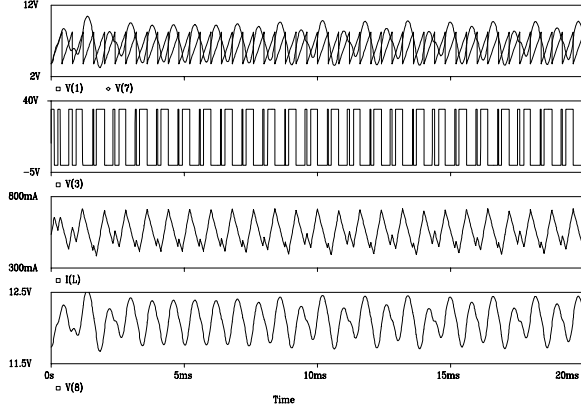 12V
2V
V(1) V(7)
40V
-5V
V(3)
800mA
300mA
I(L)
12.5V
11.5V
0s 5ms 10ms 15ms 20ms
V(8)
Time